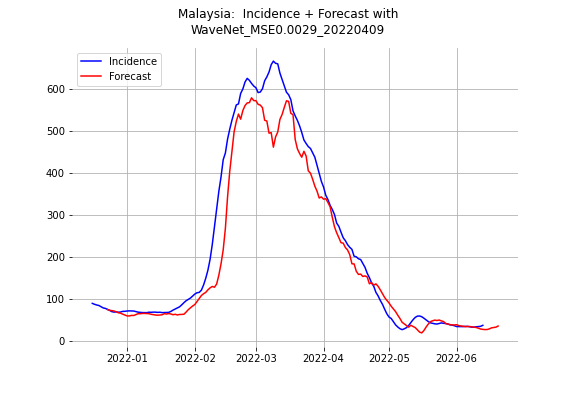 Malaysia:  Incidence + Forecast with
WaveNet_MSE0.0029_20220409
Incidence
Forecast
600
500
400
300
200
100
0
2022-01 2022-02 2022-03 2022-04 2022-05 2022-06